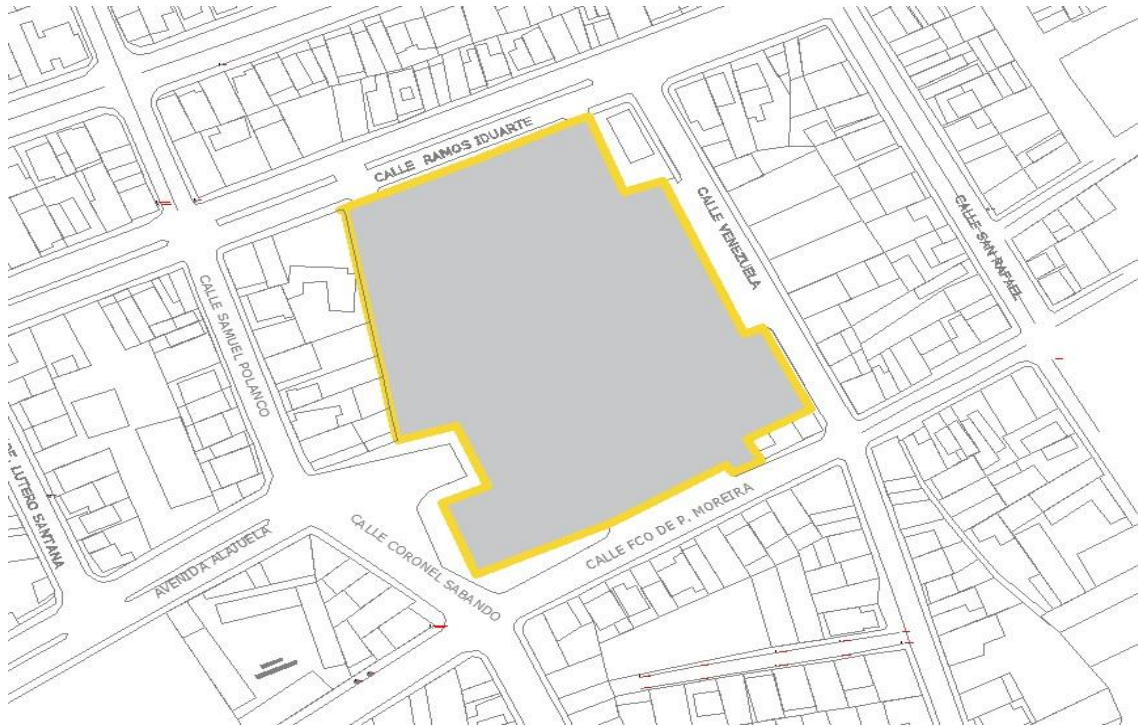 CALLE RAMOS IDUARTE
CALLE VENEZUELA
CALLE SAN RAFAEL
CALLE SAMUEL POLANCO
LUTERO SANTANA
AVENIDA ALAJUELA
CALLE CORONEL SABANDO
CALLE FCO DE P. MOREIRA